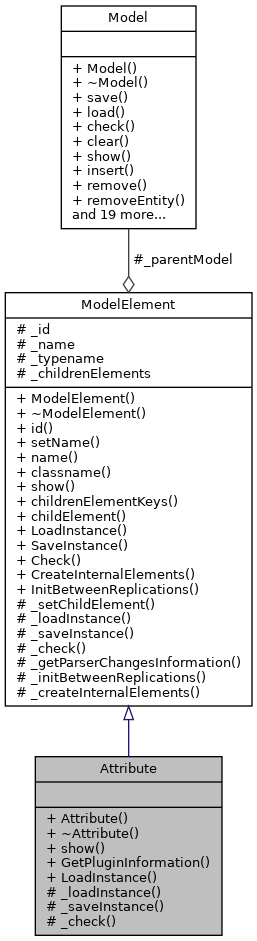 Model
+ Model()
+ ~Model()
+ save()
+ load()
+ check()
+ clear()
+ show()
+ insert()
+ remove()
+ removeEntity()
and 19 more...
#_parentModel
ModelElement
# _id
# _name
# _typename
# _childrenElements
+ ModelElement()
+ ~ModelElement()
+ id()
+ setName()
+ name()
+ classname()
+ show()
+ childrenElementKeys()
+ childElement()
+ LoadInstance()
+ SaveInstance()
+ Check()
+ CreateInternalElements()
+ InitBetweenReplications()
# _setChildElement()
# _loadInstance()
# _saveInstance()
# _check()
# _getParserChangesInformation()
# _initBetweenReplications()
# _createInternalElements()
Attribute
+ Attribute()
+ ~Attribute()
+ show()
+ GetPluginInformation()
+ LoadInstance()
# _loadInstance()
# _saveInstance()
# _check()